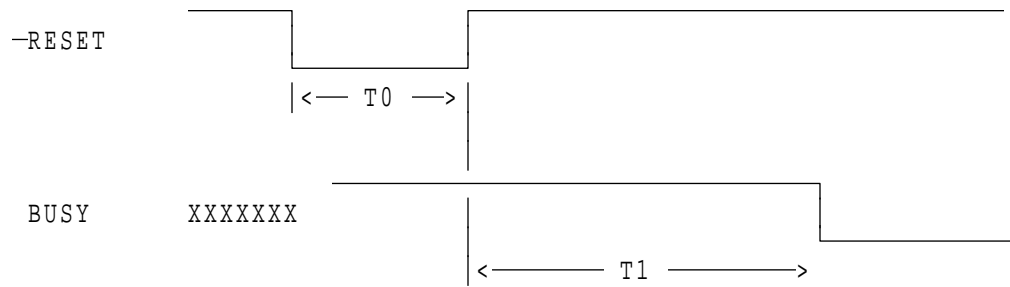 —RESET
|<— T0 —>|
BUSY XXXXXXX
|<—— T1 ——>